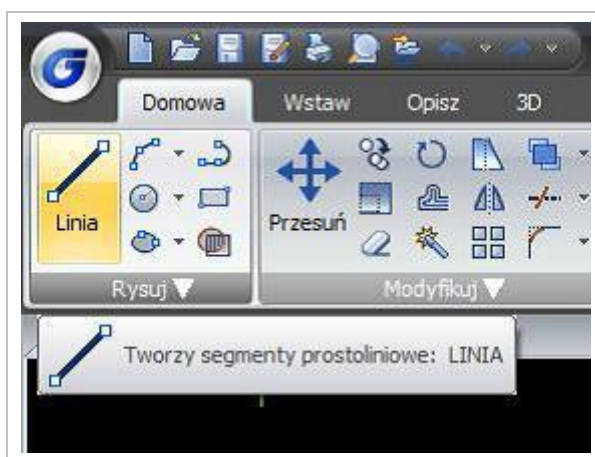 Domowa Wstaw Opisz 3D
Linia
Przesuń
Rysuj Modyfikuj
Tworzy segmenty prostoliniowe: LINIA